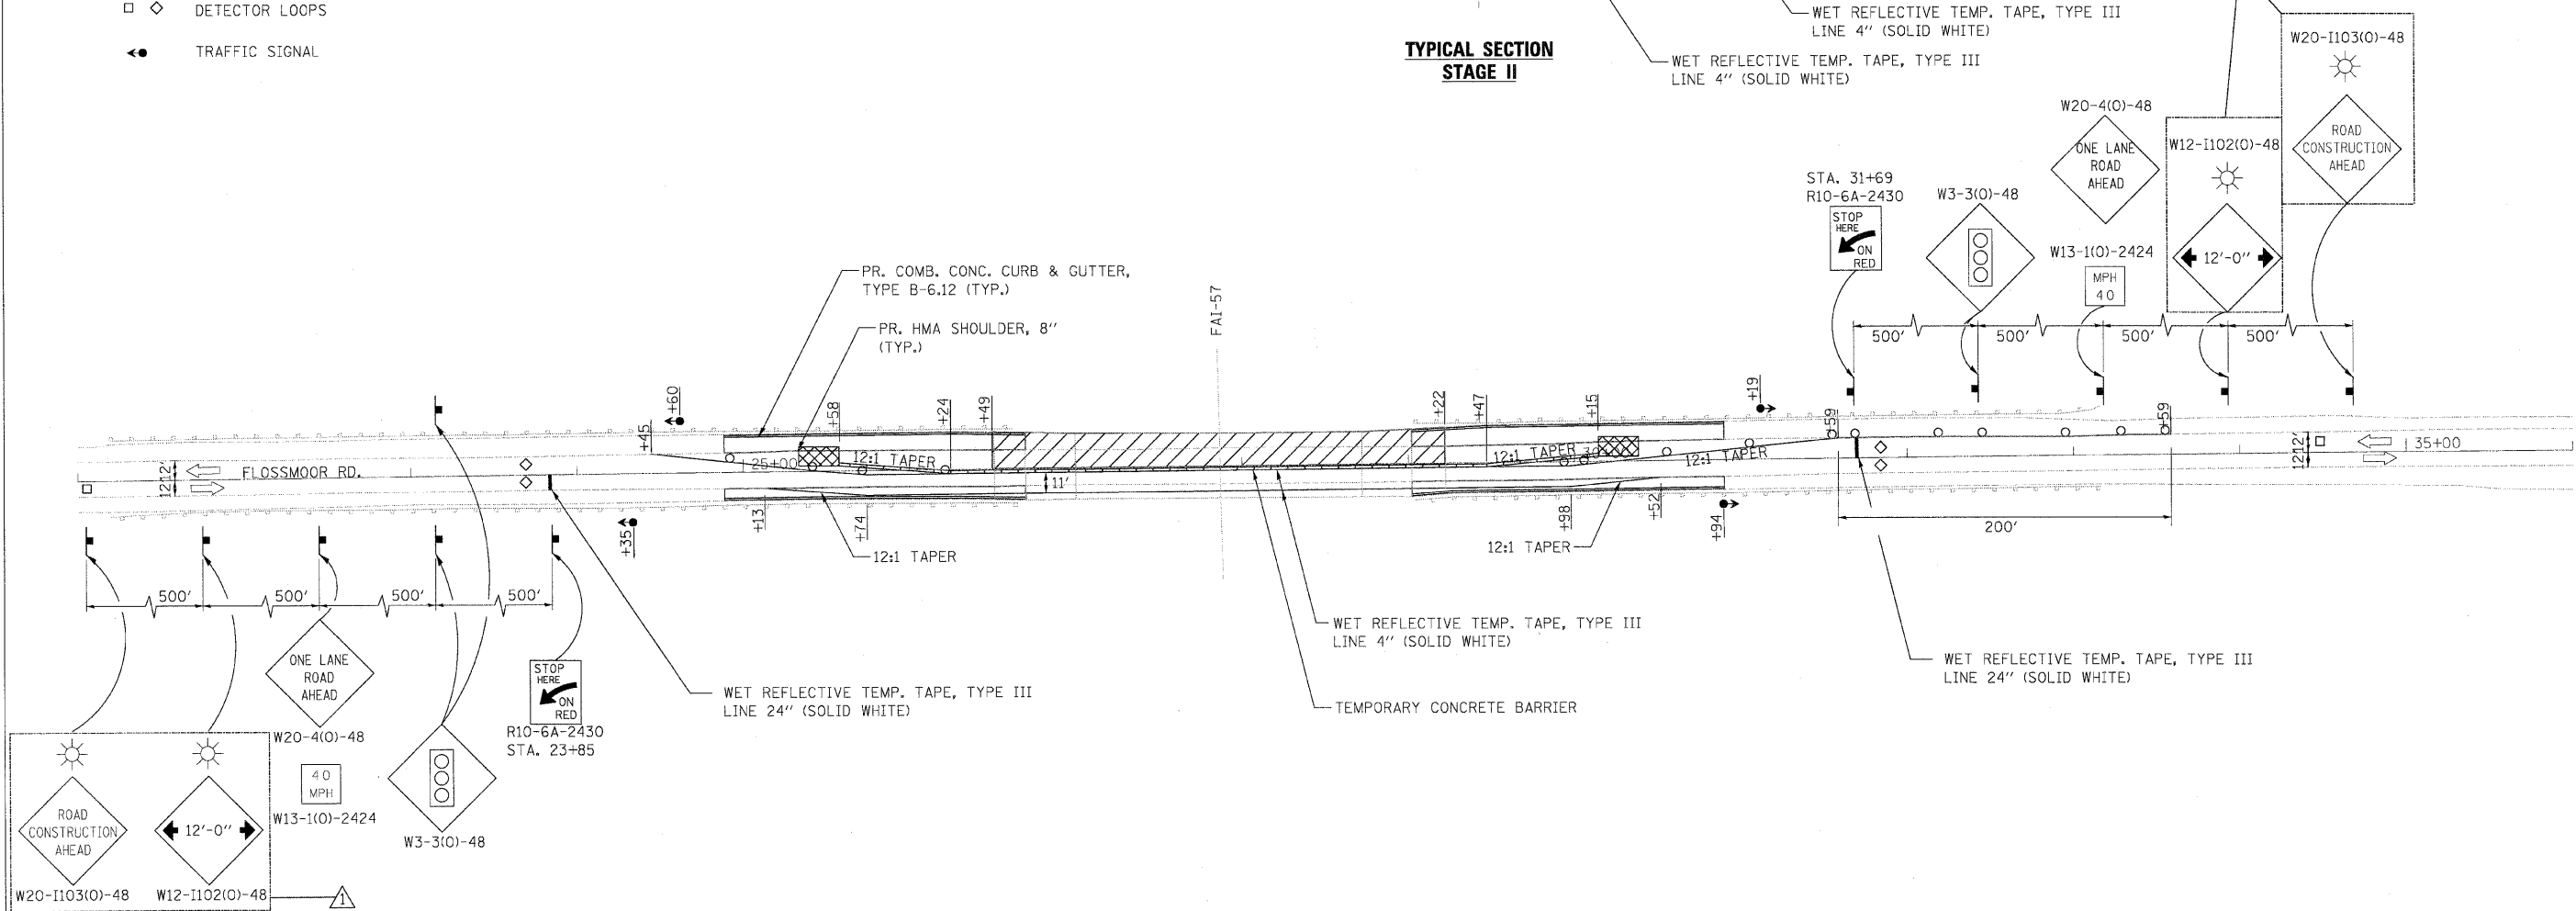 DETECTOR LOOPS
TRAFFIC SIGNAL
TYPICAL SECTION
STAGE II
WET REFLECTIVE TEMP. TAPE, TYPE III
LINE 4" (SOLID WHITE)
WET REFLECTIVE TEMP. TAPE, TYPE III
LINE 4" (SOLID WHITE)
W20-I103(O)-48
ROAD
CONSTRUCTION
AHEAD
W20-4(O)-48
ONE LANE
ROAD
AHEAD
W12-I102(O)-48
12'-0"
STA. 31+69
R10-6A-2430
STOP
HERE
ON
RED
W3-3(O)-48
W13-1(O)-2424
MPH
40
500'
500'
500'
500'
PR. COMB. CONC. CURB & GUTTER,
TYPE B-6.12 (TYP.)
PR. HMA SHOULDER, 8"
(TYP.)
FAI-57
+45
+60
+58
+24
+49
+22
+47
+15
+19
+59
+59
12'
12'
FLOSSMOOR RD.
25+00
12:1 TAPER
11'
12:1 TAPER
30
12:1 TAPER
12'
12'
35+00
+35
+13
+74
12:1 TAPER
+98
+52
+94
12:1 TAPER
200'
500'
500'
500'
500'
WET REFLECTIVE TEMP. TAPE, TYPE III
LINE 4" (SOLID WHITE)
TEMPORARY CONCRETE BARRIER
WET REFLECTIVE TEMP. TAPE, TYPE III
LINE 24" (SOLID WHITE)
WET REFLECTIVE TEMP. TAPE, TYPE III
LINE 24" (SOLID WHITE)
ONE LANE
ROAD
AHEAD
W20-4(O)-48
40
MPH
W13-1(O)-2424
STOP
HERE
ON
RED
R10-6A-2430
STA. 23+85
W3-3(O)-48
ROAD
CONSTRUCTION
AHEAD
W20-I103(O)-48
12'-0"
W12-I102(O)-48
1